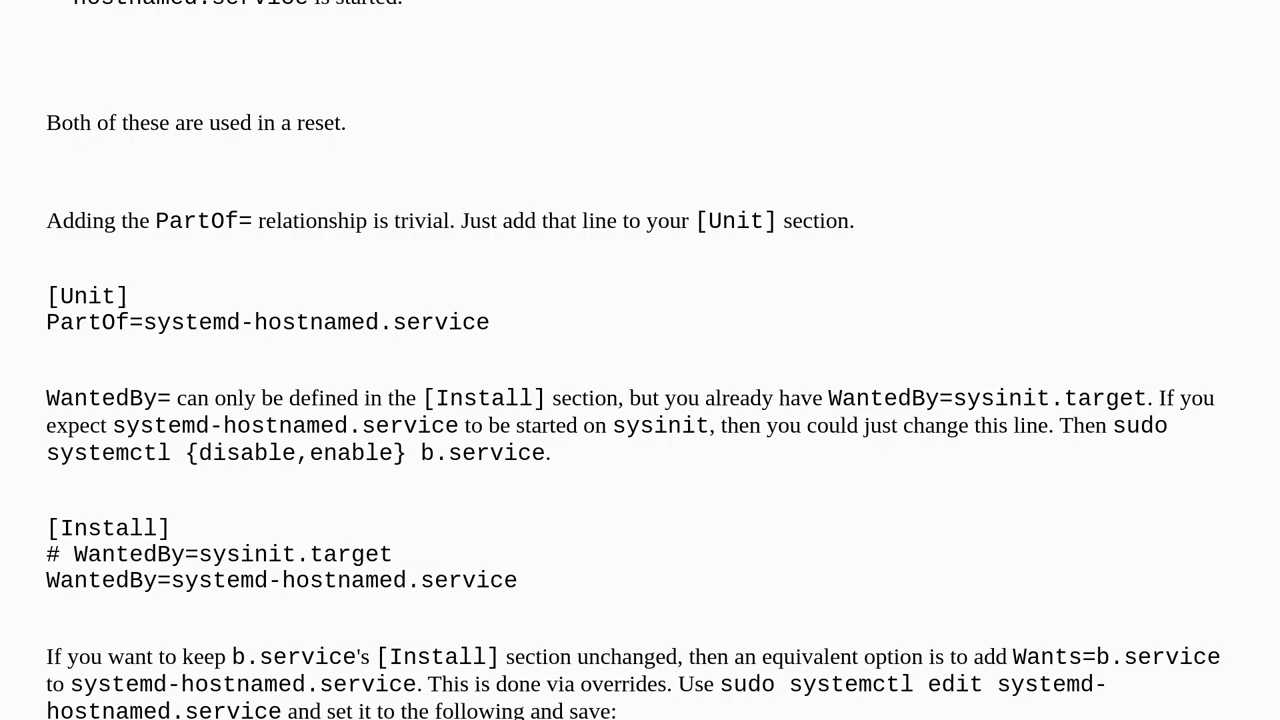 hostnamed.service is started.
Both of these are used in a reset.
Adding the PartOf= relationship is trivial. Just add that line to your [Unit] section.
[Unit]
PartOf=systemd-hostnamed.service
WantedBy= can only be defined in the [Install] section, but you already have WantedBy=sysinit.target. If you
expect systemd-hostnamed.service to be started on sysinit, then you could just change this line. Then sudo
systemctl {disable,enable} b.service.
[Install]
# WantedBy=sysinit.target
WantedBy=systemd-hostnamed.service
If you want to keep b.service's [Install] section unchanged, then an equivalent option is to add Wants=b.service
to systemd-hostnamed.service. This is done via overrides. Use sudo systemctl edit systemd-
hostnamed.service and set it to the following and save: